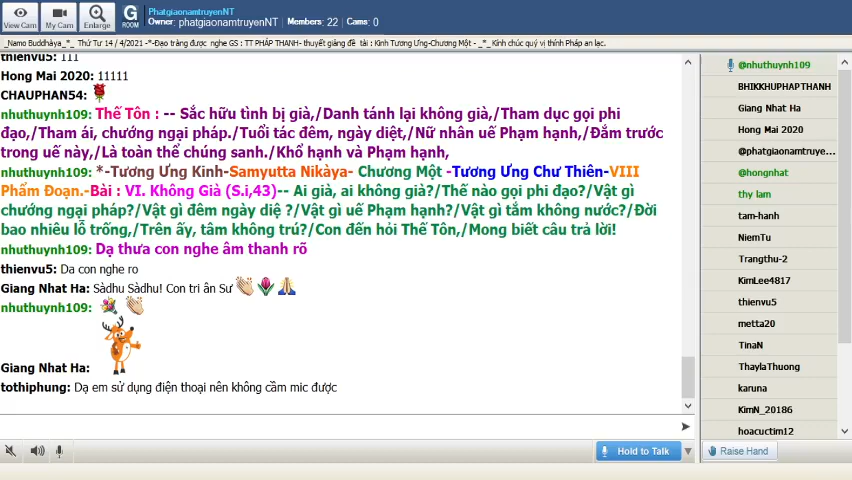 View Cam
My Cam
Enlarge
G
ROOM
PhatgiaonamtruyenNT
Owner: phatgiaonamtruyenNT | Members: 22 | Cams: 0
_Namo Buddhàya_*_ Thứ Tư 14 / 4/2021 -*-Đạo tràng được nghe GS : TT PHÁP THANH- thuyết giảng đề tài : Kinh Tương Ưng-Chương Một - _*_ Kính chúc quý vị thính Pháp an lạc.
thienvu5: 111
Hong Mai 2020: 11111
CHAUPHAN54:
nhuthuynh109: Thế Tôn : -- Sắc hữu tình bị già,/Danh tánh lại không già,/Tham dục gọi phi
đạo,/Tham ái, chướng ngại pháp./Tuổi tác đêm, ngày diệt,/Nữ nhân uế Phạm hạnh,/Đắm trước
trong uế này,/Là toàn thể chúng sanh./Khổ hạnh và Phạm hạnh,
nhuthuynh109: *-Tương Ưng Kinh-Samyutta Nikàya- Chương Một -Tương Ưng Chư Thiên-VIII
Phẩm Đoạn.-Bài : VI. Không Già (S.i,43)-- Ai già, ai không già?/Thế nào gọi phi đạo?/Vật gì
chướng ngại pháp?/Vật gì đêm ngày diệ ?/Vật gì uế Phạm hạnh?/Vật gì tắm không nước?/Đời
bao nhiêu lỗ trống,/Trên ấy, tâm không trú?/Con đến hỏi Thế Tôn,/Mong biết câu trả lời!
nhuthuynh109: Dạ thưa con nghe âm thanh rõ
thienvu5: Da con nghe ro
Giang Nhat Ha: Sàdhu Sàdhu! Con tri ân Sư
nhuthuynh109:
Giang Nhat Ha:
tothiphung: Dạ em sử dụng điện thoại nên không cầm mic được
Hold to Talk
@nhuthuynh109
BHIKKHUPHAPTHANH
Giang Nhat Ha
Hong Mai 2020
@phatgiaonamtruye...
@hongnhat
thy lam
tam-hanh
NiemTu
Trangthu-2
KimLee4817
thienvu5
metta20
TinaN
ThaylaThuong
karuna
KimN_20186
hoacuctim12
Raise Hand